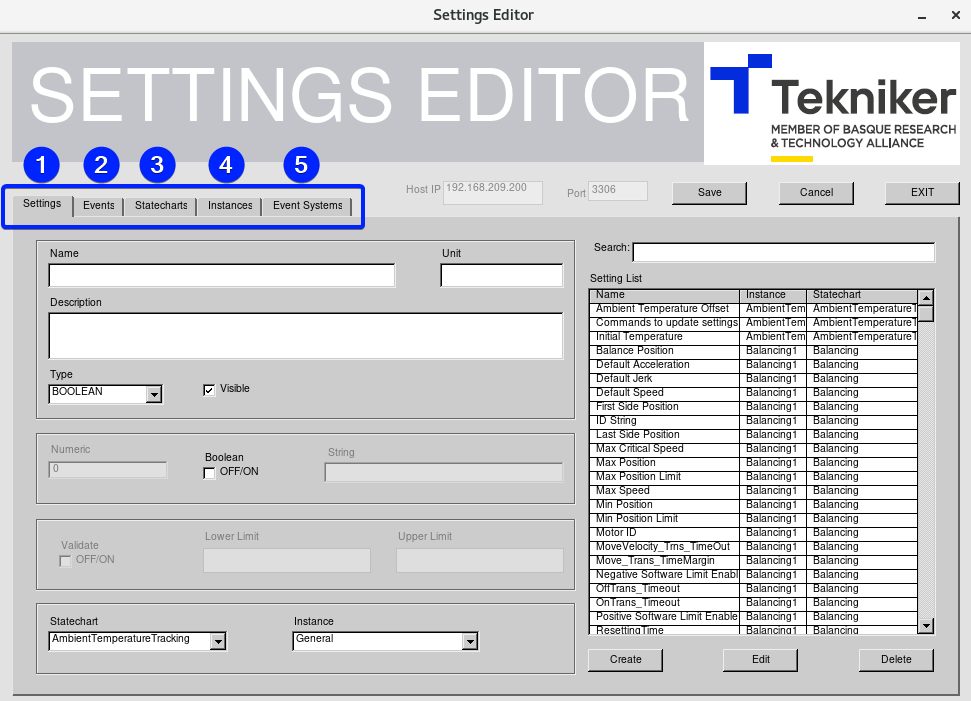 Settings Editor
SETTINGS EDITOR
Tekniker
MEMBER OF BASQUE RESEARCH
& TECHNOLOGY ALLIANCE
1 2 3 4 5
Settings Events Statecharts Instances Event Systems
Host IP 192.168.209.200 Port 3306 Save Cancel EXIT
Name Unit
Description
Type
BOOLEAN Visible
Numeric Boolean String
0 OFF/ON
Validate Lower Limit Upper Limit
OFF/ON
Statechart Instance
AmbientTemperatureTracking General
Search:
Setting List
Name Instance Statechart
Ambient Temperature Offset AmbientTem AmbientTemperatureT
Commands to update settings AmbientTem AmbientTemperatureT
Initial Temperature AmbientTem AmbientTemperatureT
Balance Position Balancing1 Balancing
Default Acceleration Balancing1 Balancing
Default Jerk Balancing1 Balancing
Default Speed Balancing1 Balancing
First Side Position Balancing1 Balancing
ID String Balancing1 Balancing
Last Side Position Balancing1 Balancing
Max Critical Speed Balancing1 Balancing
Max Position Balancing1 Balancing
Max Position Limit Balancing1 Balancing
Max Speed Balancing1 Balancing
Min Position Balancing1 Balancing
Min Position Limit Balancing1 Balancing
Motor ID Balancing1 Balancing
MoveVelocity_Trns_TimeOut Balancing1 Balancing
Move_Trans_TimeMargin Balancing1 Balancing
Negative Software Limit Enabl Balancing1 Balancing
OffTrans_Timeout Balancing1 Balancing
OnTrans_Timeout Balancing1 Balancing
Positive Software Limit Enable Balancing1 Balancing
ResettingTime Balancing1 Balancing
Create Edit Delete